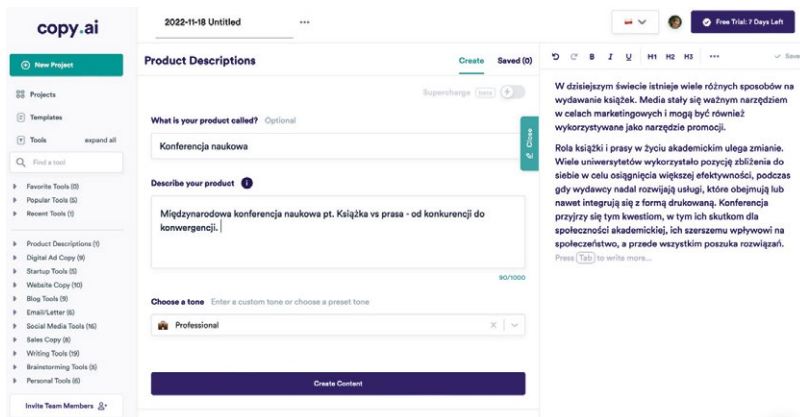 copy.ai
2022-11-18 Untitled
•••
Free Trial: 7 Days Left
New Project
Projects
Templates
Tools expand all
Find a tool
Favorite Tools (0)
Popular Tools (5)
Recent Tools (1)
Product Descriptions (1)
Digital Ad Copy (9)
Startup Tools (5)
Website Copy (10)
Blog Tools (9)
Email/Letter (6)
Social Media Tools (16)
Sales Copy (8)
Writing Tools (19)
Brainstorming Tools (5)
Personal Tools (6)
Invite Team Members
Product Descriptions Create Saved (0)
Supercharge beta
What is your product called? Optional
Konferencja naukowa
Close
Describe your product
Międzynarodowa konferencja naukowa pt. Książka vs prasa - od konkurencji do
konwergencji.
90/1000
Choose a tone Enter a custom tone or choose a preset tone
Professional
Create Content
B I U H1 H2 H3 ••• Save
W dzisiejszym świecie istnieje wiele różnych sposobów na
wydawanie książek. Media stały się ważnym narzędziem
w celach marketingowych i mogą być również
wykorzystywane jako narzędzie promocji.
Rola książki i prasy w życiu akademickim ulega zmianie.
Wiele uniwersytetów wykorzystało pozycję zbliżenia do
siebie w celu osiągnięcia większej efektywności, podczas
gdy wydawcy nadal rozwijają usługi, które obejmują lub
nawet integrują się z formą drukowaną. Konferencja
przyjrzy się tym kwestiom, w tym ich skutkom dla
społeczności akademickiej, ich szerszemu wpływowi na
społeczeństwo, a przede wszystkim poszuka rozwiązań.
Press Tab to write more...